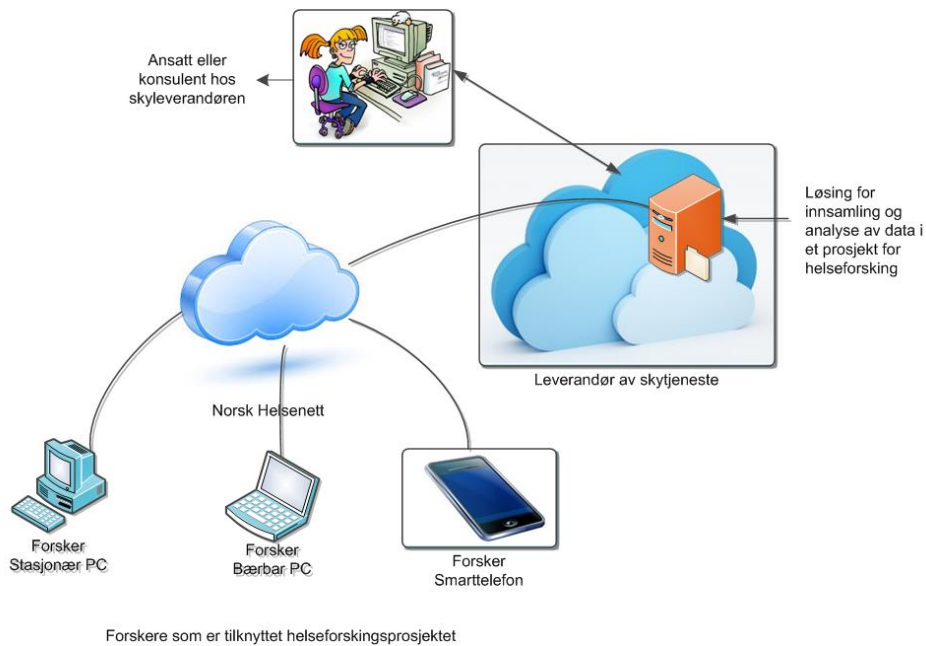 Ansatt eller
konsulent hos
skyleverandøren
Løsing for
innsamling og
analyse av data i
et prosjekt for
helseforsking
Leverandør av skytjeneste
Norsk Helsenett
Forsker
Stasjonær PC
Forsker
Bærbar PC
Forsker
Smarttelefon
Forskere som er tilknyttet helseforskingsprosjektet